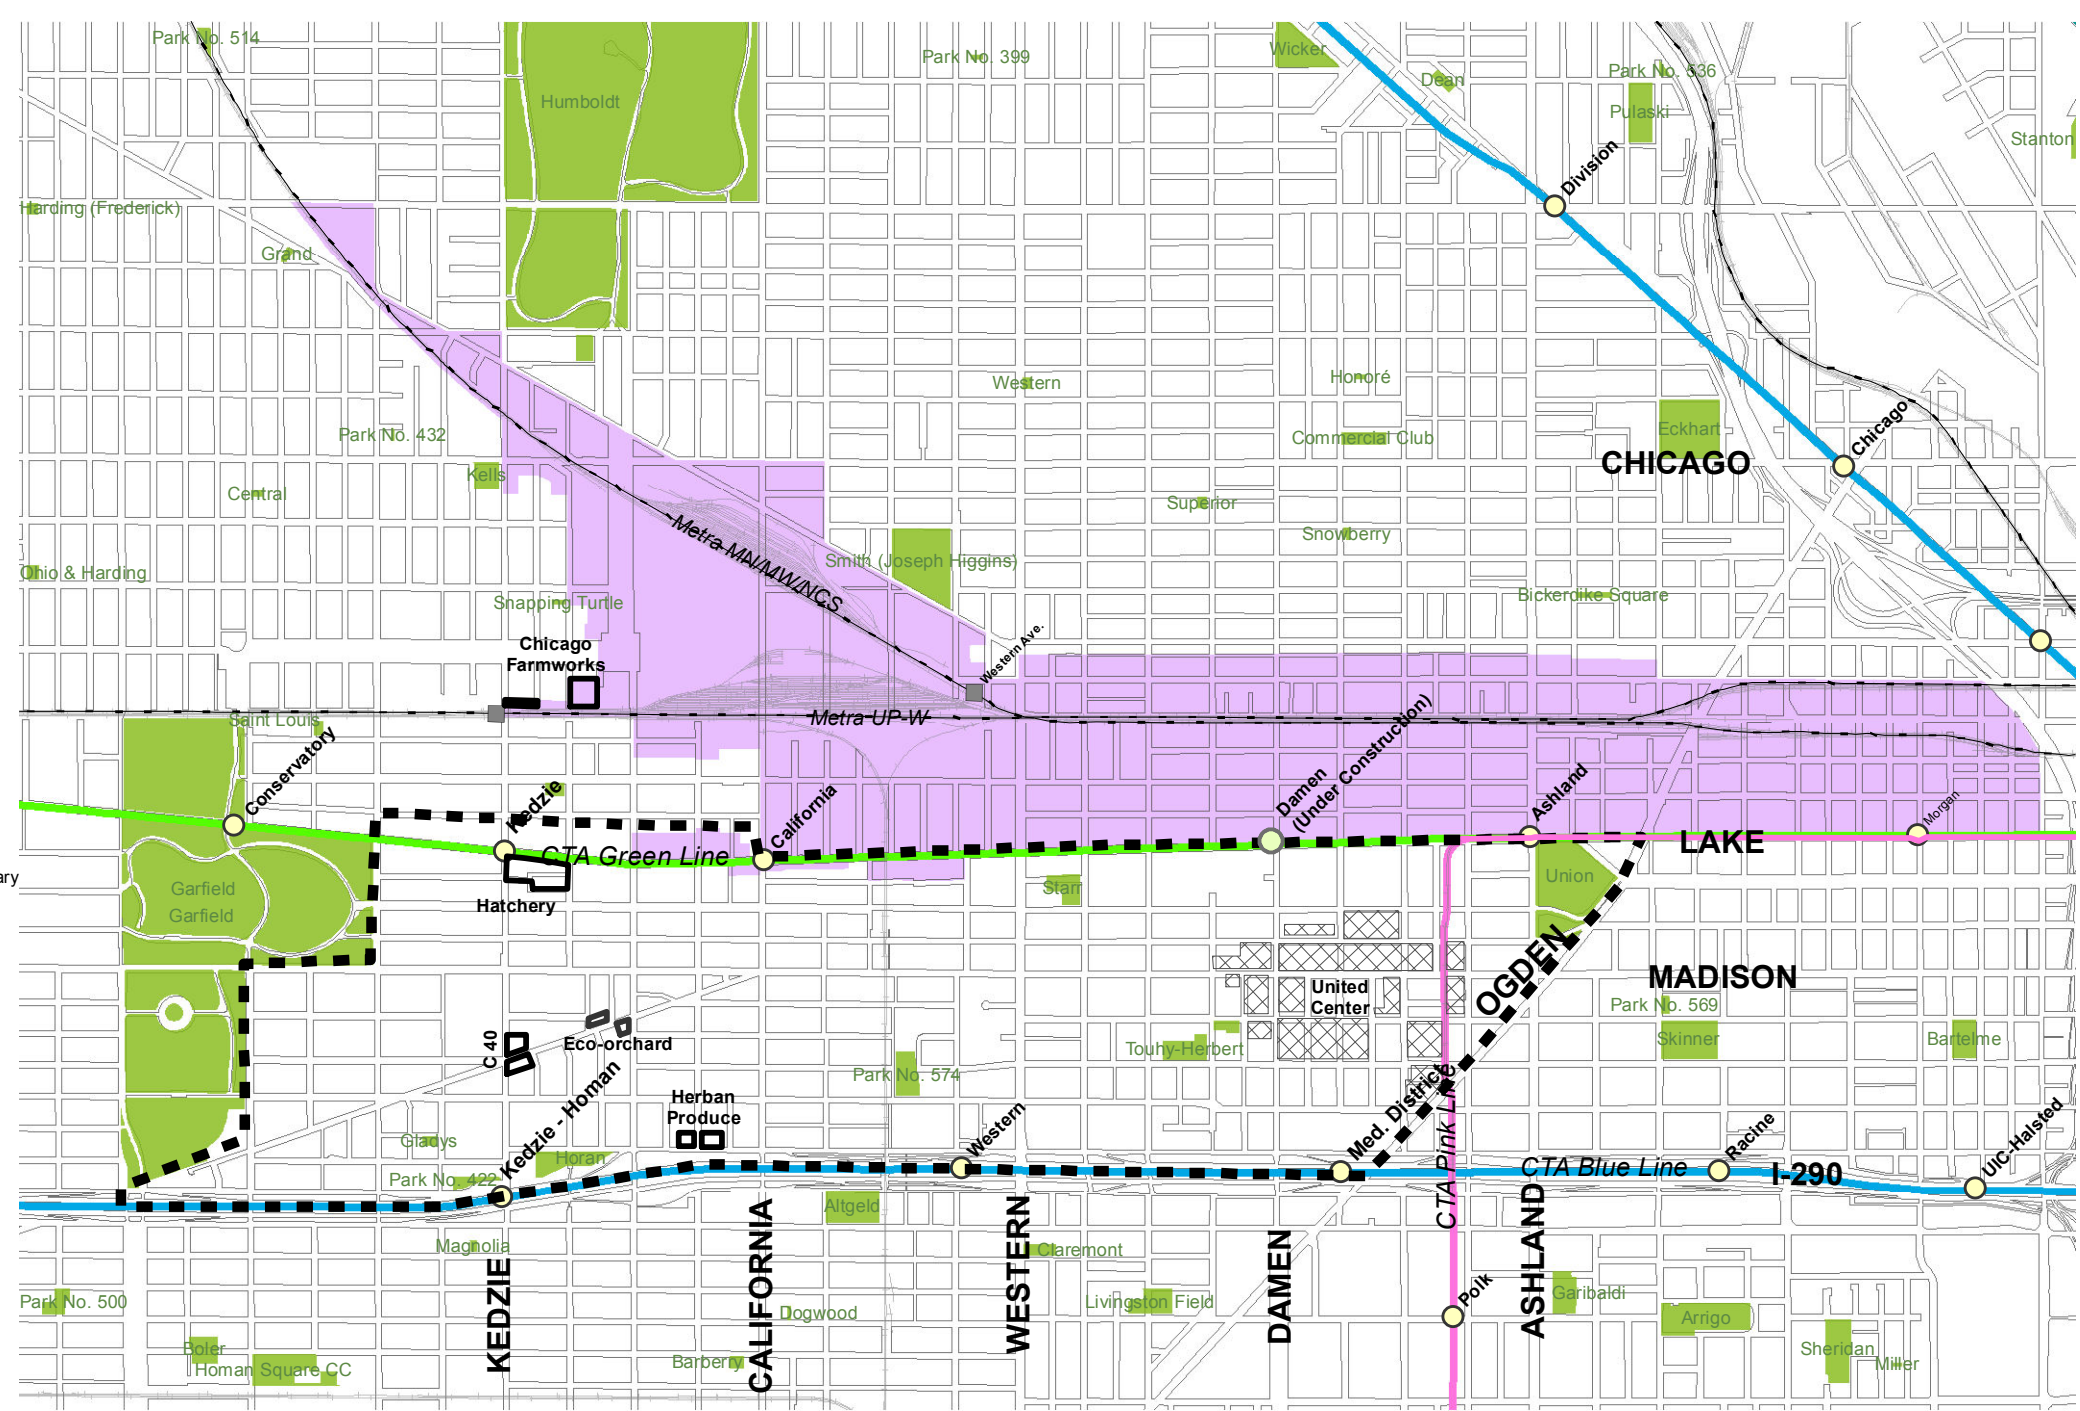 Park No. 514
Park No. 399
Wicker
Dean
Park No. 536
Humboldt
Pulaski
Stanton
Division
Harding (Frederick)
Grand
Western
Honoré
Chicago
Commercial Club
Eckhart
CHICAGO
Park No. 432
Kells
Central
Superior
Metra MN/MW/NCS
Snowberry
Smith (Joseph Higgins)
Ohio & Harding
Snapping Turtle
Bickerdike Square
Chicago
Farmworks
Western Ave.
Saint Louis
Metra UP-W
Conservatory
Kedzie
California
Damen
(Under Construction)
Ashland
Morgan
LAKE
CTA Green Line
ary
Garfield
Garfield
Hatchery
Starr
Union
OGDEN
MADISON
United
Center
Park No. 569
Skinner
Bartelme
C 40
Eco-orchard
Touhy-Herbert
Park No. 574
Herban
Produce
Kedzie - Homan
Western
Med. District
CTA Pink Line
Racine
UIC-Halsted
Gladys
Horan
Park No. 422
CTA Blue Line
I-290
Altgeld
Magnolia
Claremont
KEDZIE
CALIFORNIA
WESTERN
DAMEN
ASHLAND
Polk
Park No. 500
Dogwood
Livingston Field
Garibaldi
Arrigo
Boler
Homan Square CC
Barberry
Sheridan
Miller